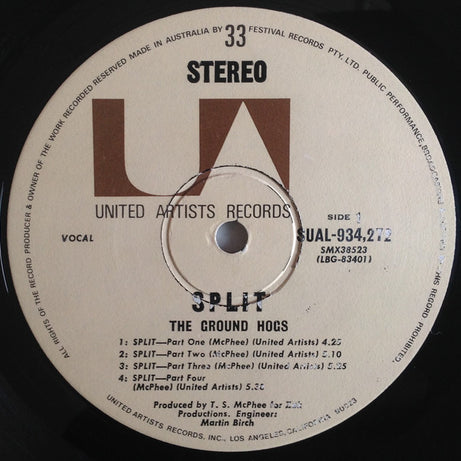 ALL RIGHTS OF THE RECORD PRODUCER & OWNER OF THE WORK RECORDED RESERVED MADE IN AUSTRALIA BY FESTIVAL RECORDS PTY. LTD. PUBLIC PERFORMANCE, BROADCASTING THIS RECORD PROHIBITED.
33
STEREO
UA
UNITED ARTISTS RECORDS
VOCAL
SIDE 1
SUAL-934,272
SMX38523
(LBG-83401)
SPLIT
THE GROUND HOGS
1: SPLIT—Part One (McPhee) (United Artists) 4.25
2: SPLIT—Part Two (McPhee) (United Artists) 5.10
3: SPLIT—Part Three (McPhee) (United Artists) 5.25
4: SPLIT—Part Four
(McPhee) (United Artists) 5.38
Produced by T. S. McPhee for
Productions. Engineer:
Martin Birch
UNITED ARTISTS RECORDS, INC., LOS ANGELES, CALIFORNIA 90028